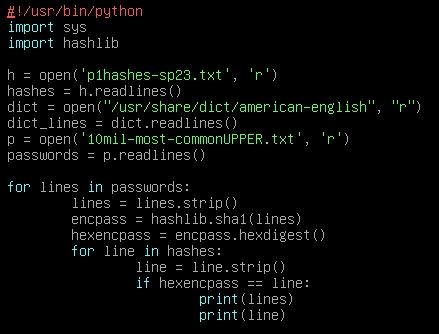 #!/usr/bin/python
import sys
import hashlib

h = open('p1hashes-sp23.txt', 'r')
hashes = h.readlines()
dict = open("/usr/share/dict/american-english", "r")
dict_lines = dict.readlines()
p = open('10mil-most-commonUPPER.txt', 'r')
passwords = p.readlines()

for lines in passwords:
        lines = lines.strip()
        encpass = hashlib.sha1(lines)
        hexencpass = encpass.hexdigest()
        for line in hashes:
                line = line.strip()
                if hexencpass == line:
                        print(lines)
                        print(line)